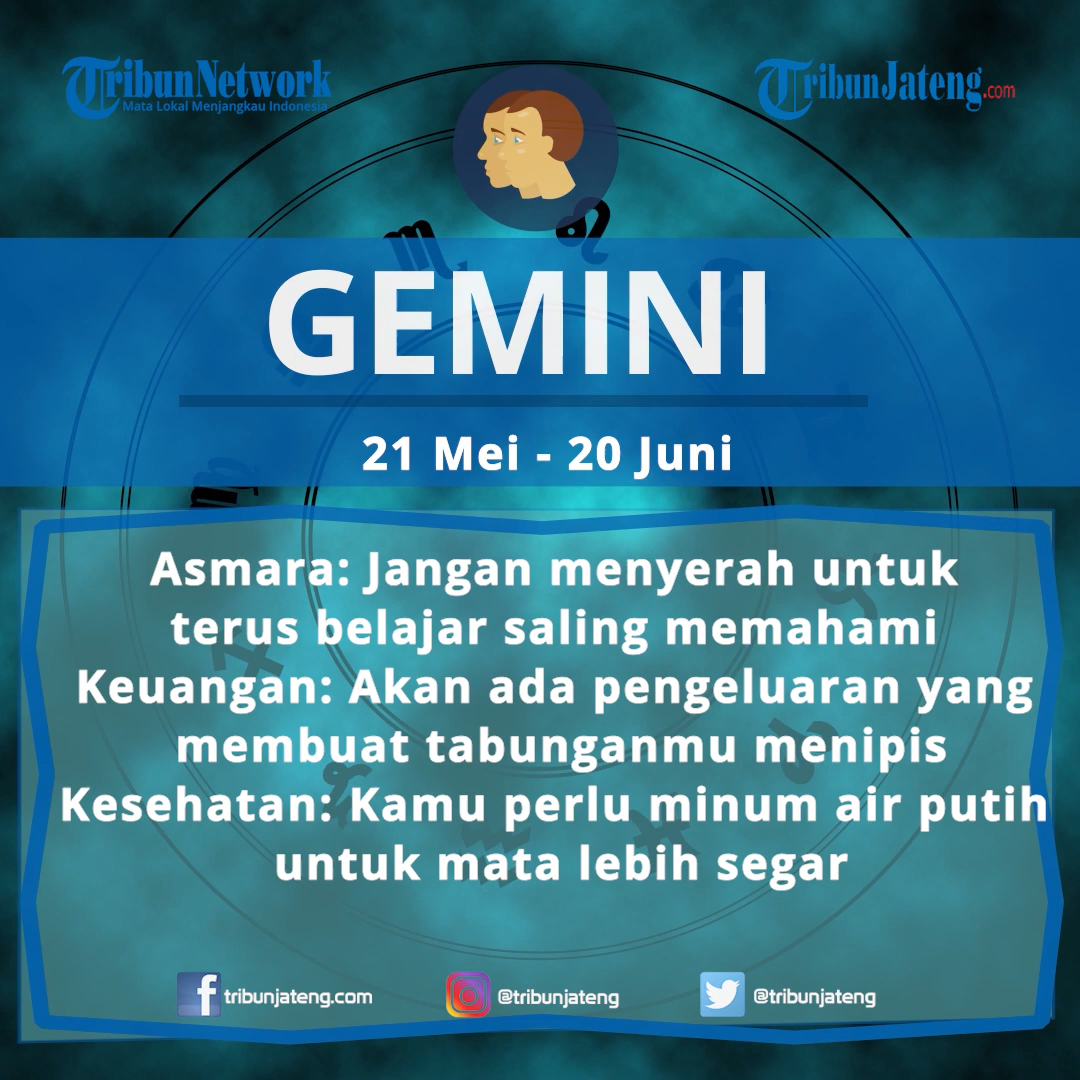 TribunNetwork
Mata Lokal Menjangkau Indonesia
TribunJateng.com
GEMINI
21 Mei - 20 Juni
Asmara: Jangan menyerah untuk
terus belajar saling memahami
Keuangan: Akan ada pengeluaran yang
membuat tabunganmu menipis
Kesehatan: Kamu perlu minum air putih
untuk mata lebih segar
tribunjateng.com
@tribunjateng
@tribunjateng